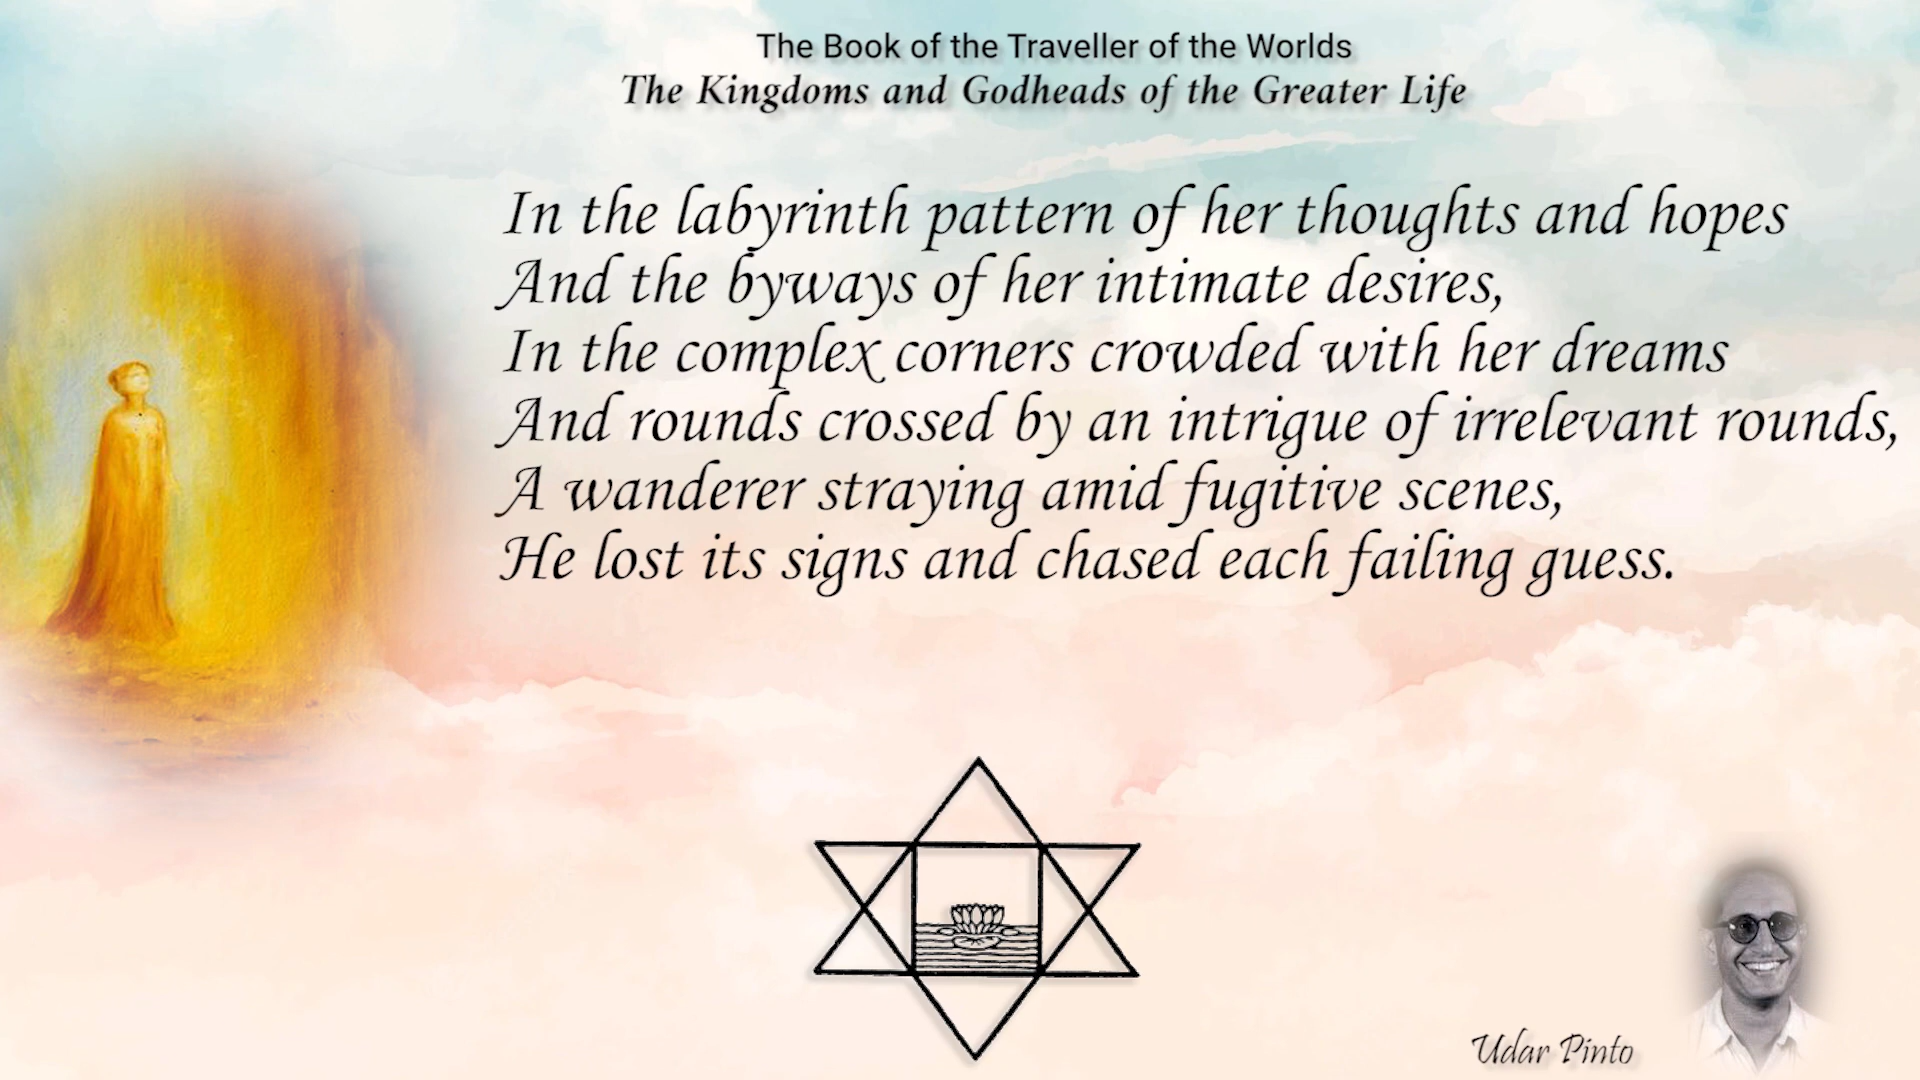 The Book of the Traveller of the Worlds
The Kingdoms and Godheads of the Greater Life
In the labyrinth pattern of her thoughts and hopes
And the byways of her intimate desires,
In the complex corners crowded with her dreams
And rounds crossed by an intrigue of irrelevant rounds,
A wanderer straying amid fugitive scenes,
He lost its signs and chased each failing guess.
Udar Pinto